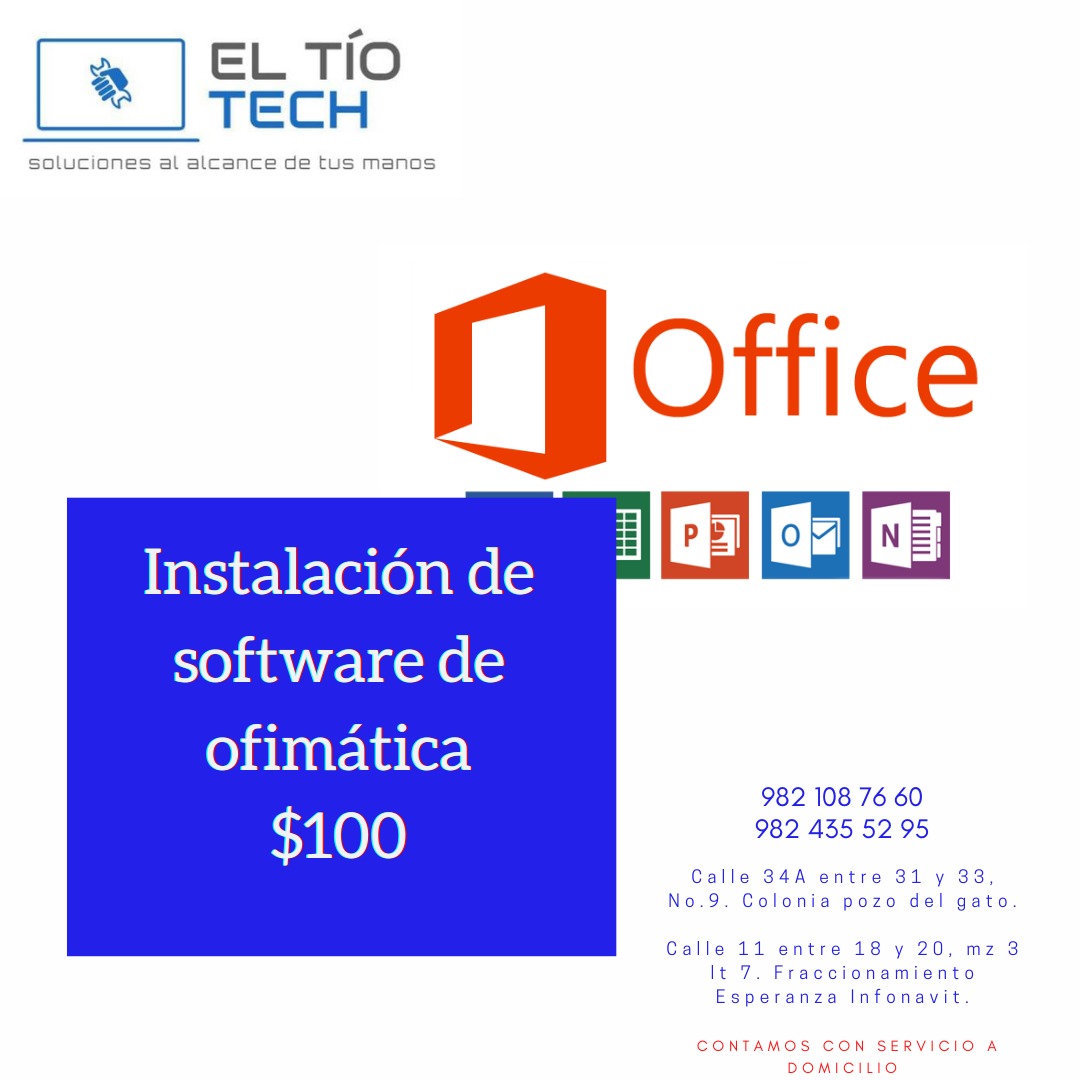 EL TÍO
TECH
soluciones al alcance de tus manos
Office
P
O
N
Instalación de
software de
ofimática
$100
982 108 76 60
982 435 52 95
Calle 34A entre 31 y 33,
No.9. Colonia pozo del gato.
Calle 11 entre 18 y 20, mz 3
lt 7. Fraccionamiento
Esperanza Infonavit.
CONTAMOS CON SERVICIO A
DOMICILIO